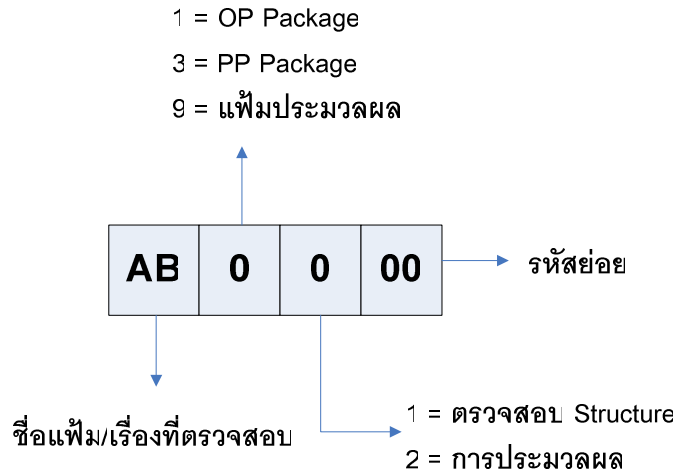 1 = OP Package
3 = PP Package
9 = แฟ้มประมวลผล
AB 0 0 00
รหัสย่อย
ชื่อแฟ้ม/เรื่องที่ตรวจสอบ
1 = ตรวจสอบ Structure
2 = การประมวลผล